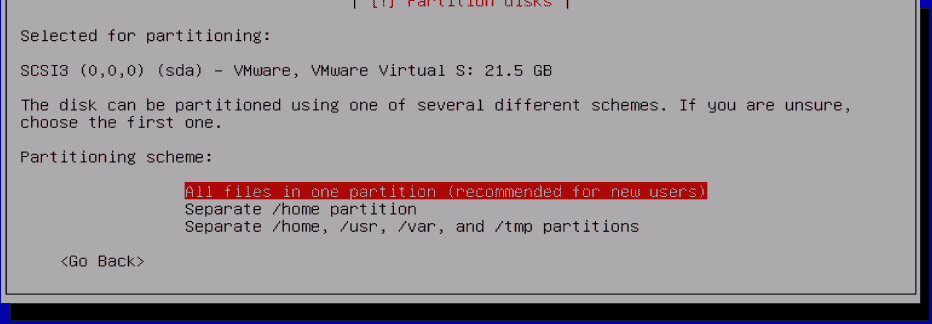 [!] Partition disks
Selected for partitioning:
SCSI3 (0,0,0) (sda) - VMware, VMware Virtual S: 21.5 GB
The disk can be partitioned using one of several different schemes. If you are unsure,
choose the first one.
Partitioning scheme:
All files in one partition (recommended for new users)
Separate /home partition
Separate /home, /usr, /var, and /tmp partitions
<Go Back>